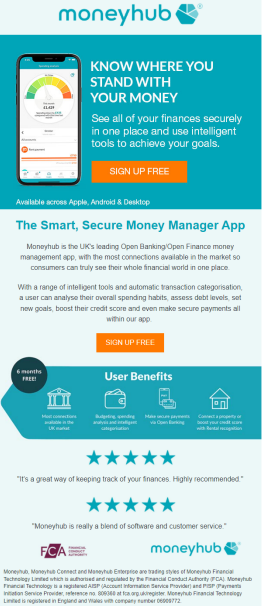 moneyhub
KNOW WHERE YOU
STAND WITH
YOUR MONEY
See all of your finances securely
in one place and use intelligent
tools to achieve your goals.
SIGN UP FREE
£1,429
Available across Apple, Android & Desktop
The Smart, Secure Money Manager App
Moneyhub is the UK's leading Open Banking/Open Finance money
management app, with the most connections available in the market so
consumers can truly see their whole financial world in one place.
With a range of intelligent tools and automatic transaction categorisation,
a user can analyse their overall spending habits, assess debt levels, set
new goals, boost their credit score and even make secure payments all
within our app.
SIGN UP FREE
6 months
FREE!
User Benefits
Most connections
available in the
UK market
Budgeting, spending
analysis and intelligent
categorisation
Make secure payments
via Open Banking
Connect a property or
boost your credit score
with Rental recognition
"It's a great way of keeping track of your finances. Highly recommended."
"Moneyhub is really a blend of software and customer service."
FCA FINANCIAL
CONDUCT
AUTHORITY
moneyhub
Moneyhub, Moneyhub Connect and Moneyhub Enterprise are trading styles of Moneyhub Financial
Technology Limited which is authorised and regulated by the Financial Conduct Authority (FCA). Moneyhub
Financial Technology is a registered AISP (Account Information Service Provider) and PISP (Payments
Initiation Service Provider, reference no. 809360 at fca.org.uk/register. Moneyhub Financial Technology
Limited is registered in England and Wales with company number 06909772.